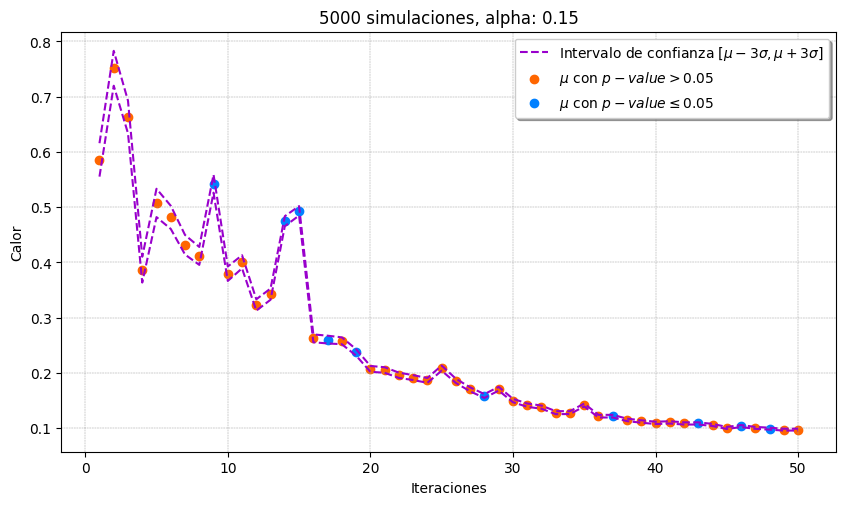 5000 simulaciones, alpha: 0.15
Intervalo de confianza [μ − 3σ, μ + 3σ]
μ con p − value > 0.05
μ con p − value ≤ 0.05
Calor
0.8
0.7
0.6
0.5
0.4
0.3
0.2
0.1
0 10 20 30 40 50
Iteraciones